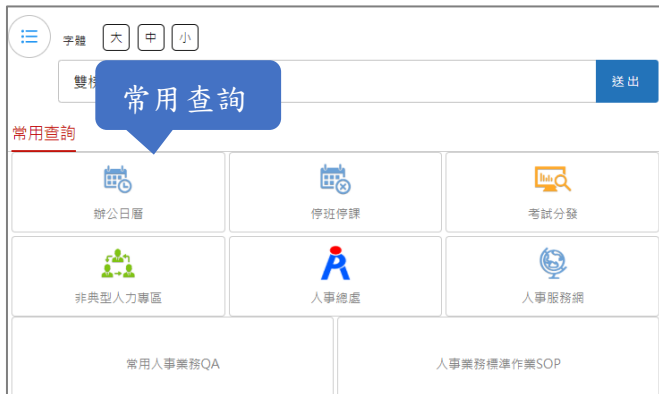 字體 大 中 小
雙
送出
常用查詢
常用查詢
辦公日曆 停班停課 考試分發
非典型人力專區 人事總處 人事服務網
常用人事業務QA 人事業務標準作業SOP